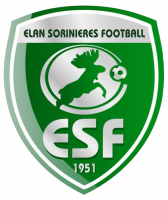 ELAN SORINIERES FOOTBALL
ESF
1951